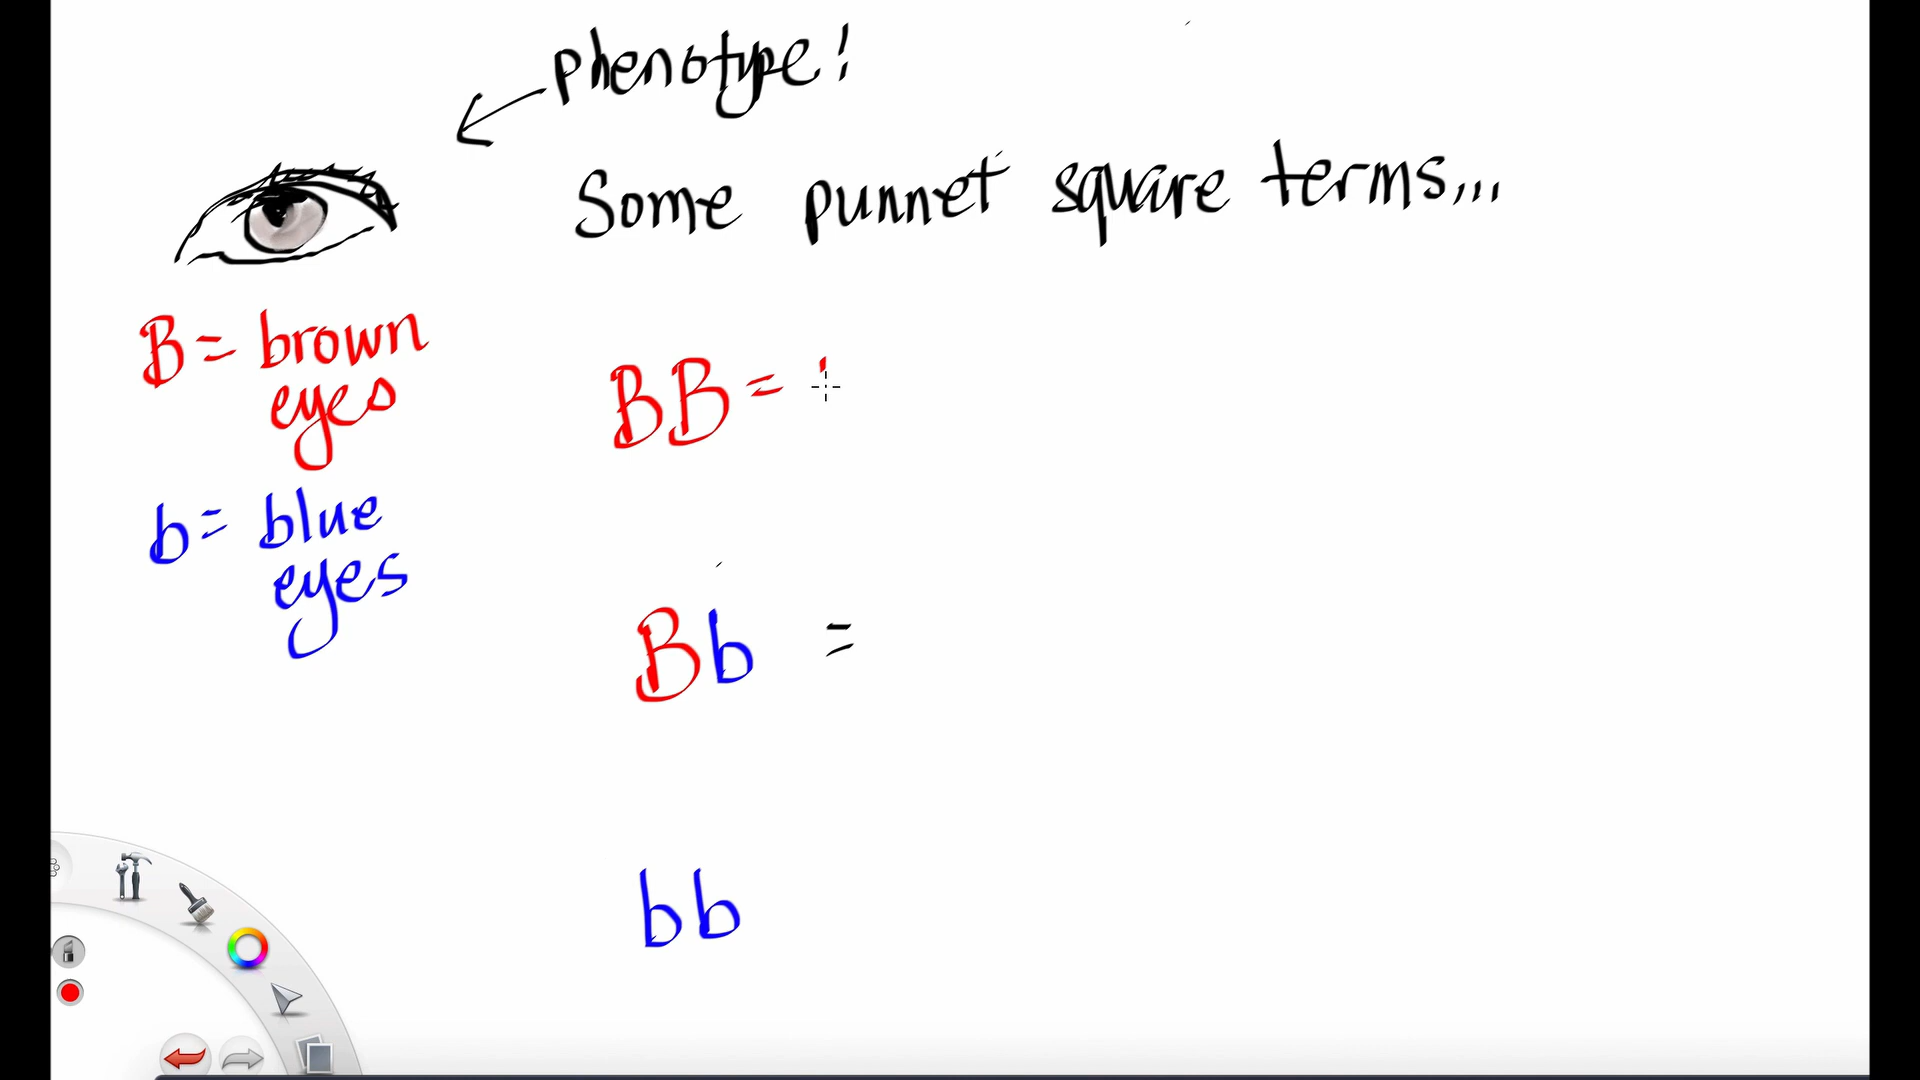 phenotype!
Some punnet square terms...
B = brown
eyes
b = blue
eyes
BB =
Bb =
bb